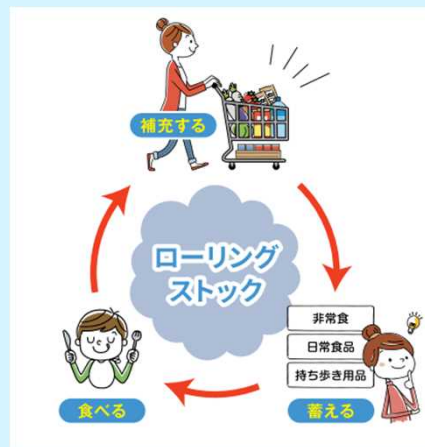 補充する
ローリング
ストック
非常食
日常食品
持ち歩き用品
食べる
蓄える